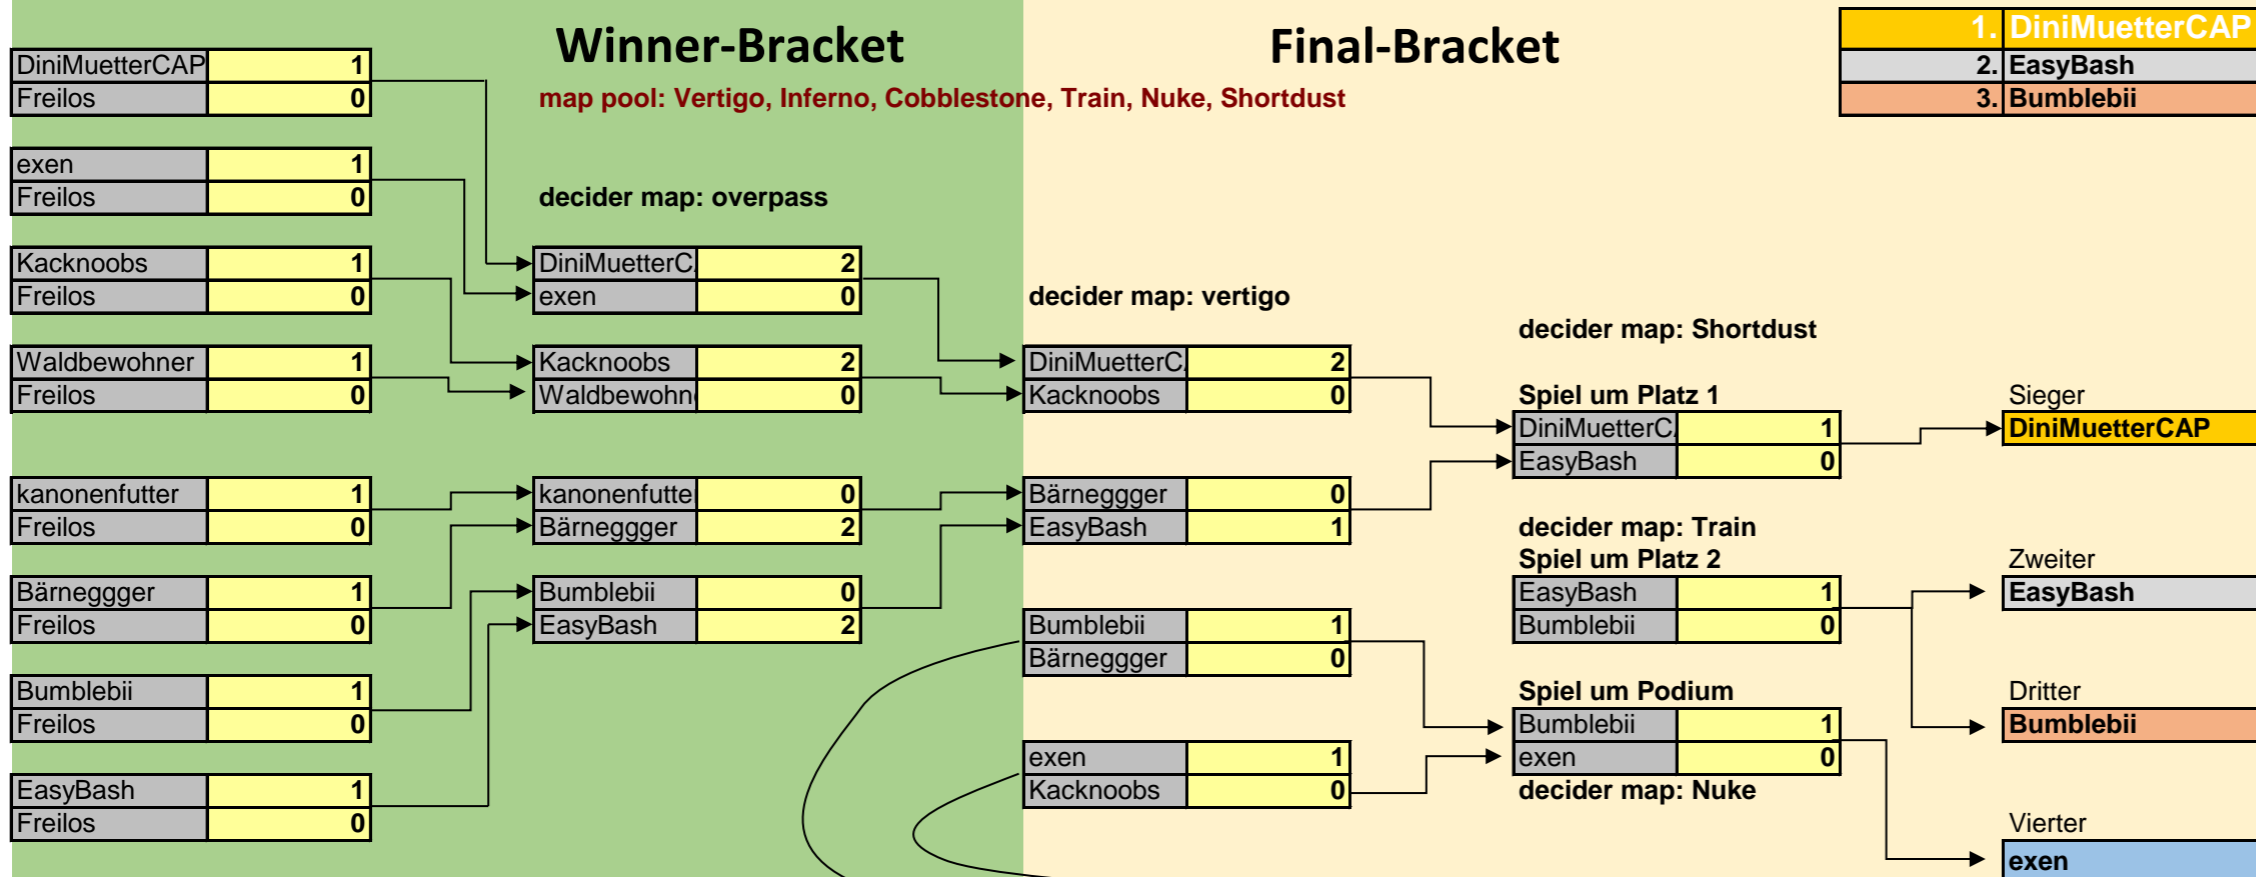 Winner-Bracket
Final-Bracket
map pool: Vertigo, Inferno, Cobblestone, Train, Nuke, Shortdust
1. DiniMuetterCAP
2. EasyBash
3. Bumblebii
DiniMuetterCAP 1
Freilos 0
exen 1
Freilos 0
Kacknoobs 1
Freilos 0
Waldbewohner 1
Freilos 0
kanonenfutter 1
Freilos 0
Bärneggger 1
Freilos 0
Bumblebii 1
Freilos 0
EasyBash 1
Freilos 0
decider map: overpass
DiniMuetterC 2
exen 0
Kacknoobs 2
Waldbewohn 0
kanonenfutte 0
Bärneggger 2
Bumblebii 0
EasyBash 2
decider map: vertigo
DiniMuetterC 2
Kacknoobs 0
Bärneggger 0
EasyBash 1
Bumblebii 1
Bärneggger 0
exen 1
Kacknoobs 0
decider map: Shortdust
Spiel um Platz 1
DiniMuetterC 1
EasyBash 0
decider map: Train
Spiel um Platz 2
EasyBash 1
Bumblebii 0
Spiel um Podium
Bumblebii 1
exen 0
decider map: Nuke
Sieger
DiniMuetterCAP
Zweiter
EasyBash
Dritter
Bumblebii
Vierter
exen